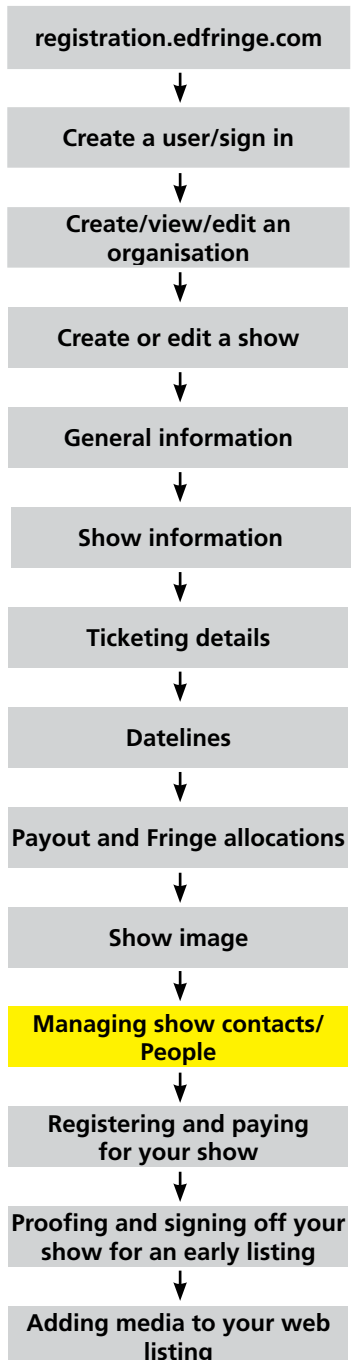 registration.edfringe.com
Create a user/sign in
Create/view/edit an
organisation
Create or edit a show
General information
Show information
Ticketing details
Datelines
Payout and Fringe allocations
Show image
Managing show contacts/
People
Registering and paying
for your show
Proofing and signing off your
show for an early listing
Adding media to your web
listing